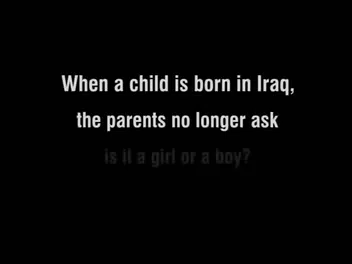 When a child is born in Iraq,
the parents no longer ask
is it a girl or a boy?